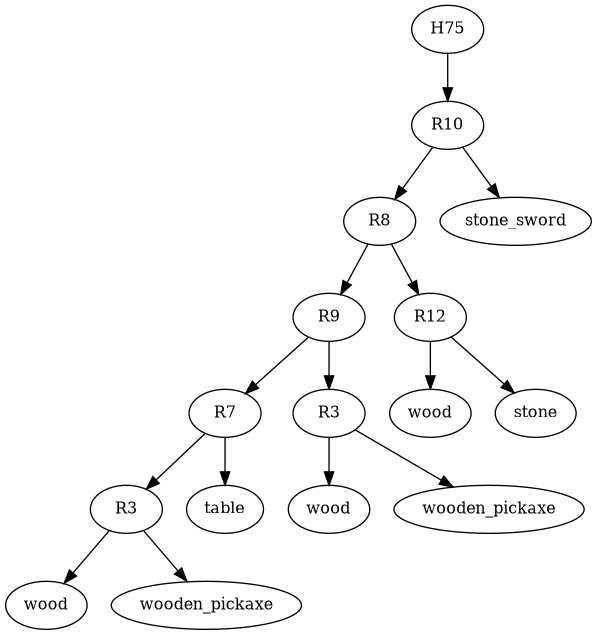 H75
R10
R8
stone_sword
R9
R12
R7
R3
wood
stone
R3
table
wood
wooden_pickaxe
wood
wooden_pickaxe